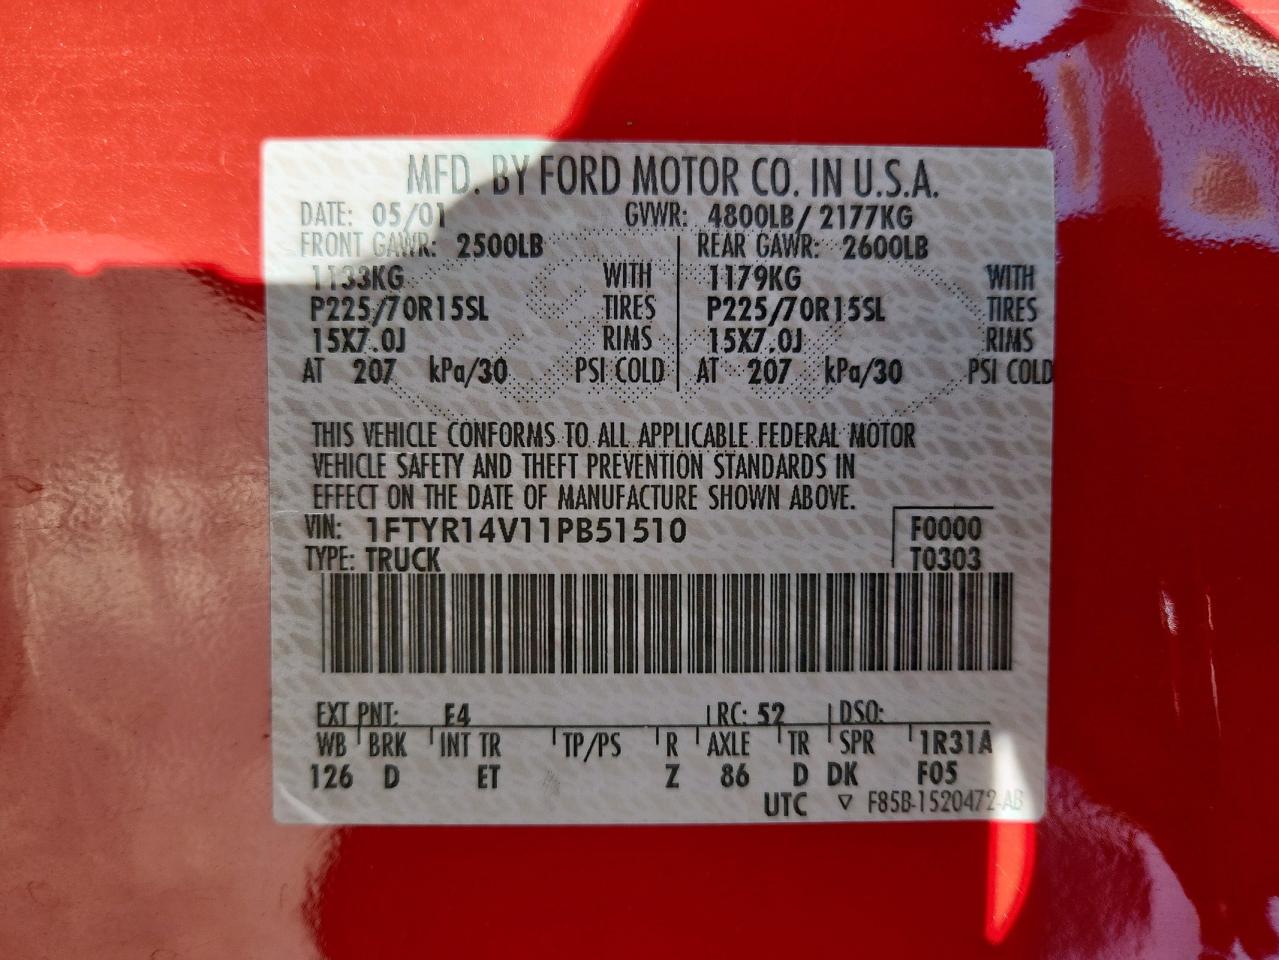 MFD. BY FORD MOTOR CO. IN U.S.A.
DATE: 05/01 GVWR: 4800LB/2177KG
FRONT GAWR: 2500LB REAR GAWR: 2600LB
1133KG WITH 1179KG WITH
P225/70R15SL TIRES P225/70R15SL TIRES
15X7.0J RIMS 15X7.0J RIMS
AT 207 kPa/30 PSI COLD AT 207 kPa/30 PSI COLD
THIS VEHICLE CONFORMS TO ALL APPLICABLE FEDERAL MOTOR
VEHICLE SAFETY AND THEFT PREVENTION STANDARDS IN
EFFECT ON THE DATE OF MANUFACTURE SHOWN ABOVE.
VIN: 1FTYR14V11PB51510 F0000
TYPE: TRUCK T0303
EXT PNT: E4 RC: 52 DSO:
WB BRK INT TR TP/PS R AXLE TR SPR 1R31A
126 D ET Z 86 D DK F05
UTC ▽ F85B-1520472-AB